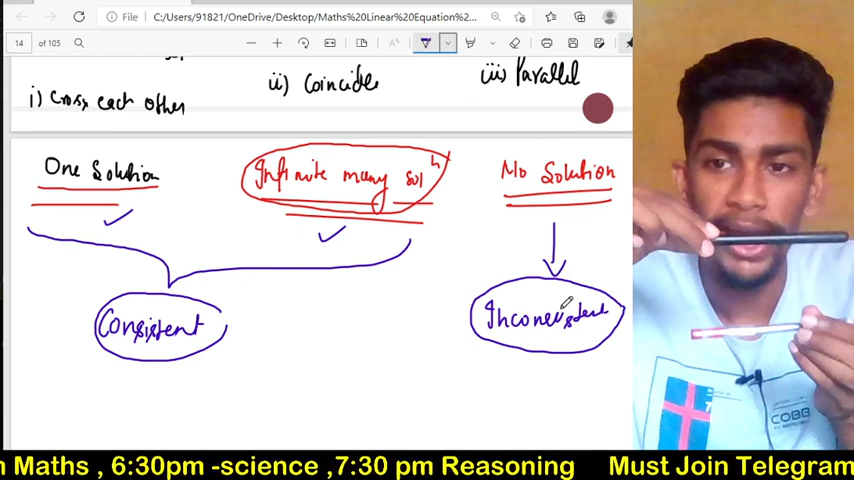 File
C:/Users/91821/OneDrive/Desktop/Maths%20Linear%20Equation%2...
14 of 105
i) Cross each other
ii) Coincide
iii) Parallel
One Solution
Infinite many solⁿ
No Solution
Consistent
COBB
Maths , 6:30pm -science ,7:30 pm Reasoning Must Join Telegram